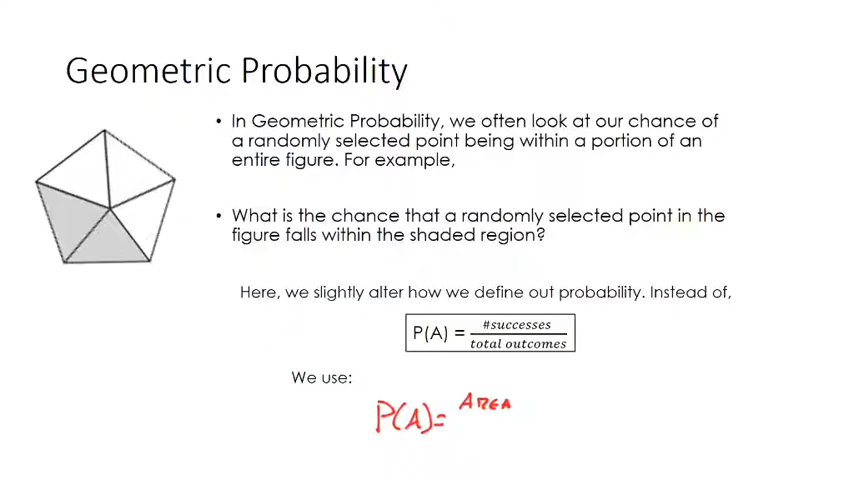 Geometric Probability
• In Geometric Probability, we often look at our chance of
a randomly selected point being within a portion of an
entire figure. For example,
• What is the chance that a randomly selected point in the
figure falls within the shaded region?
Here, we slightly alter how we define out probability. Instead of,
P(A) = #successes / total outcomes
We use:
P(A)= AREA